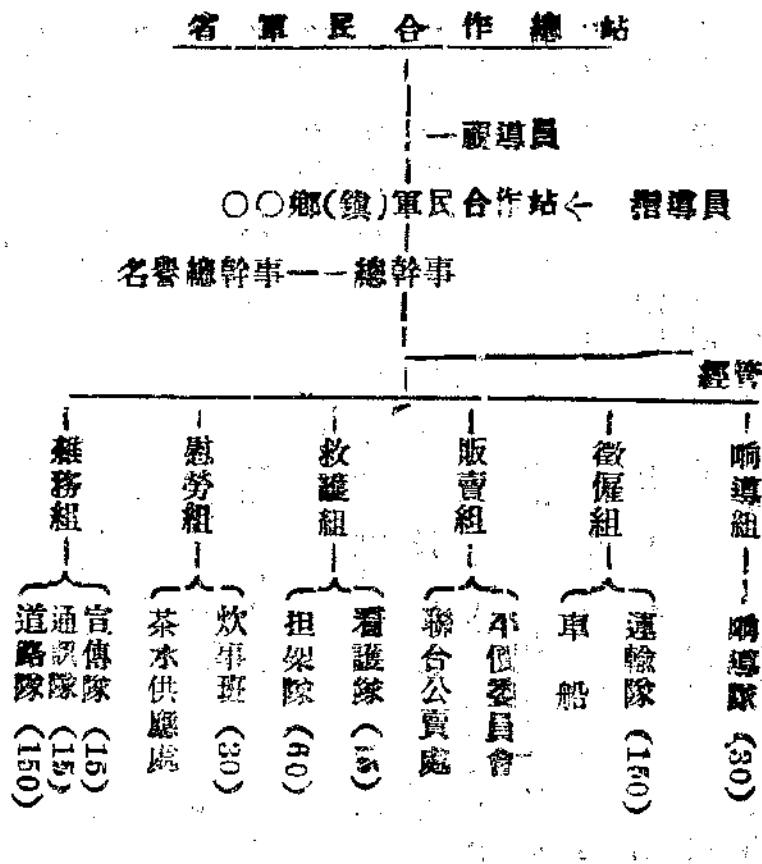 省軍民合作總站
視導員
○○鄉(鎮)軍民合作站← 指導員
名譽總幹事——總幹事
經管
响導組
徵僱組
販賣組
救護組
慰勞組
雜務組
响導隊 (30)
運輸隊 (150)
車船
平價委員會
聯合公賣處
看護隊
担架隊 (60)
炊事班 (30)
茶水供應處
宣傳隊 (15)
通訊隊 (15)
道路隊 (150)